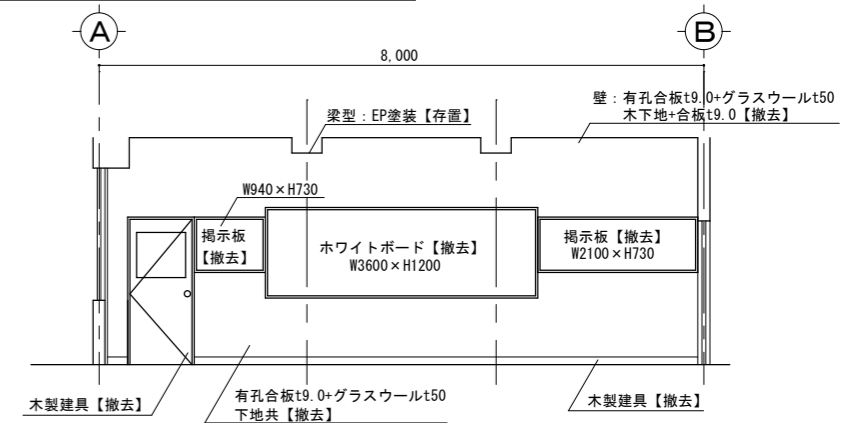 A
B
8,000
壁：有孔合板t9.0+グラスウールt50
木下地+合板t9.0【撤去】
梁型：EP塗装【存置】
W940×H730
掲示板
【撤去】
ホワイトボード【撤去】
W3600×H1200
掲示板【撤去】
W2100×H730
木製建具【撤去】
有孔合板t9.0+グラスウールt50
下地共【撤去】
木製建具【撤去】